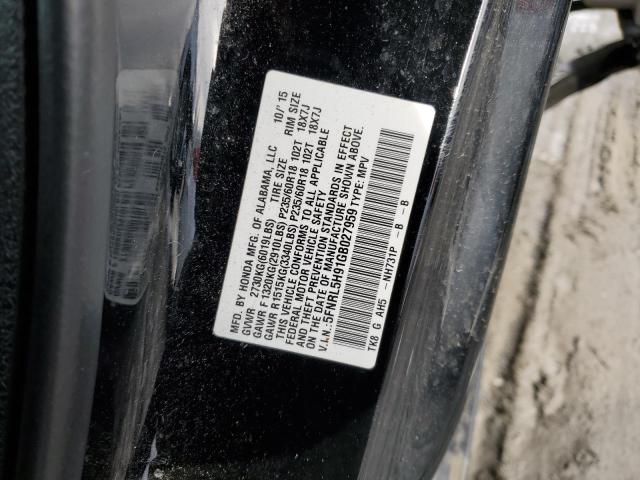 MFD. BY HONDA MFG. OF ALABAMA, LLC 10/ 15
GVWR 2730KG(6019LBS) TIRE SIZE RIM SIZE
GAWR F 1320KG(2910LBS) P235/60R18 102T 18X7J
GAWR R1515KG(3340LBS) P235/60R18 102T 18X7J
THIS VEHICLE CONFORMS TO ALL APPLICABLE
FEDERAL MOTOR VEHICLE SAFETY
AND THEFT PREVENTION STANDARDS IN EFFECT
ON THE DATE OF MANUFACTURE SHOWN ABOVE.
V.I.N.:5FNRL5H91GB027959 TYPE: MPV
TK8 G AH5 - NH731P - B - B